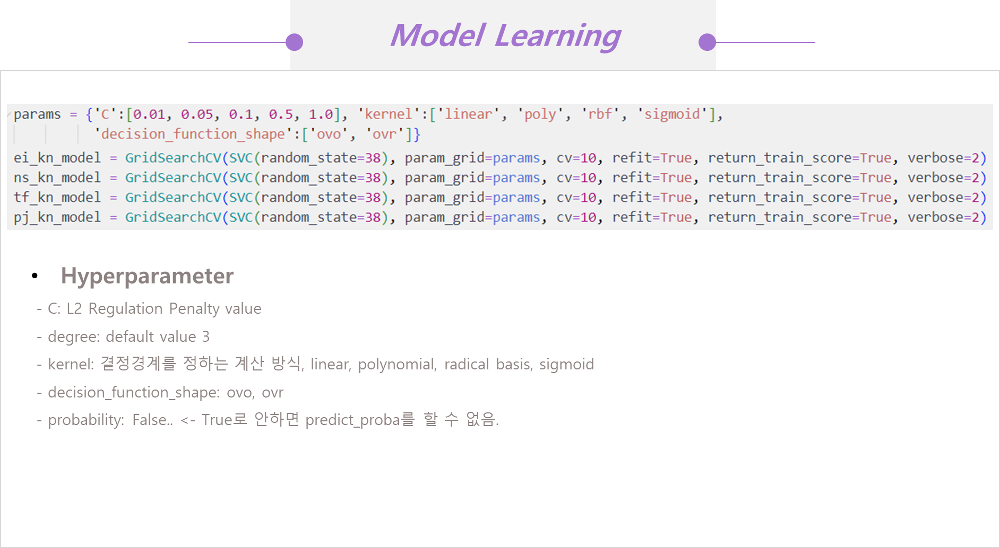 Model Learning
params = {'C':[0.01, 0.05, 0.1, 0.5, 1.0], 'kernel':['linear', 'poly', 'rbf', 'sigmoid'],
'decision_function_shape':['ovo', 'ovr']}
ei_kn_model = GridSearchCV(SVC(random_state=38), param_grid=params, cv=10, refit=True, return_train_score=True, verbose=2)
ns_kn_model = GridSearchCV(SVC(random_state=38), param_grid=params, cv=10, refit=True, return_train_score=True, verbose=2)
tf_kn_model = GridSearchCV(SVC(random_state=38), param_grid=params, cv=10, refit=True, return_train_score=True, verbose=2)
pj_kn_model = GridSearchCV(SVC(random_state=38), param_grid=params, cv=10, refit=True, return_train_score=True, verbose=2)
• Hyperparameter
- C: L2 Regulation Penalty value
- degree: default value 3
- kernel: 결정경계를 정하는 계산 방식, linear, polynomial, radical basis, sigmoid
- decision_function_shape: ovo, ovr
- probability: False.. <- True로 안하면 predict_proba를 할 수 없음.